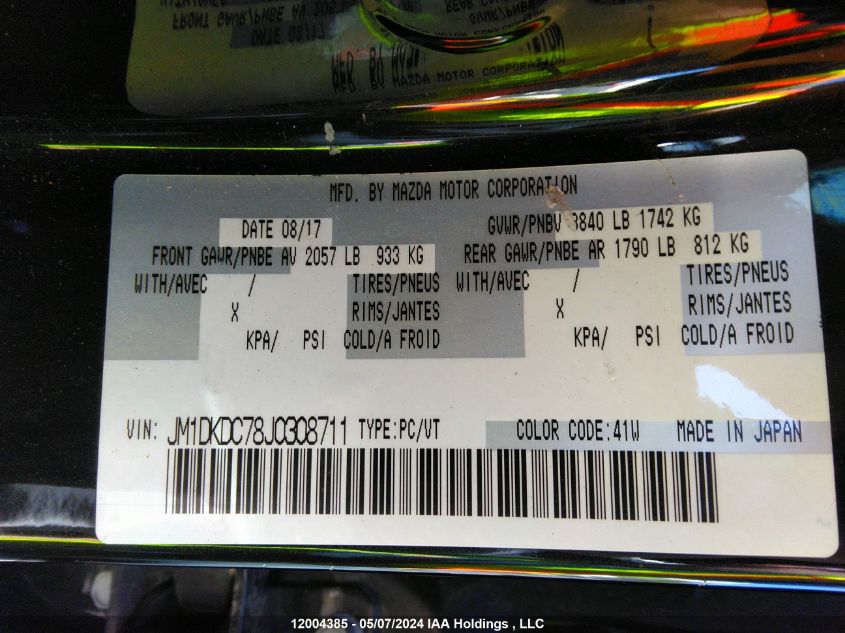 MFD. BY MAZDA MOTOR CORPORATION
DATE 08/17 GVWR/PNBV 3840 LB 1742 KG
FRONT GAWR/PNBE AV 2057 LB 933 KG REAR GAWR/PNBE AR 1790 LB 812 KG
WITH/AVEC / TIRES/PNEUS WITH/AVEC / TIRES/PNEUS
X RIMS/JANTES X RIMS/JANTES
KPA/ PSI COLD/A FROID KPA/ PSI COLD/A FROID
VIN: JM1DKDC78J0308711 TYPE:PC/VT COLOR CODE:41W MADE IN JAPAN
12004385 - 05/07/2024 IAA Holdings , LLC